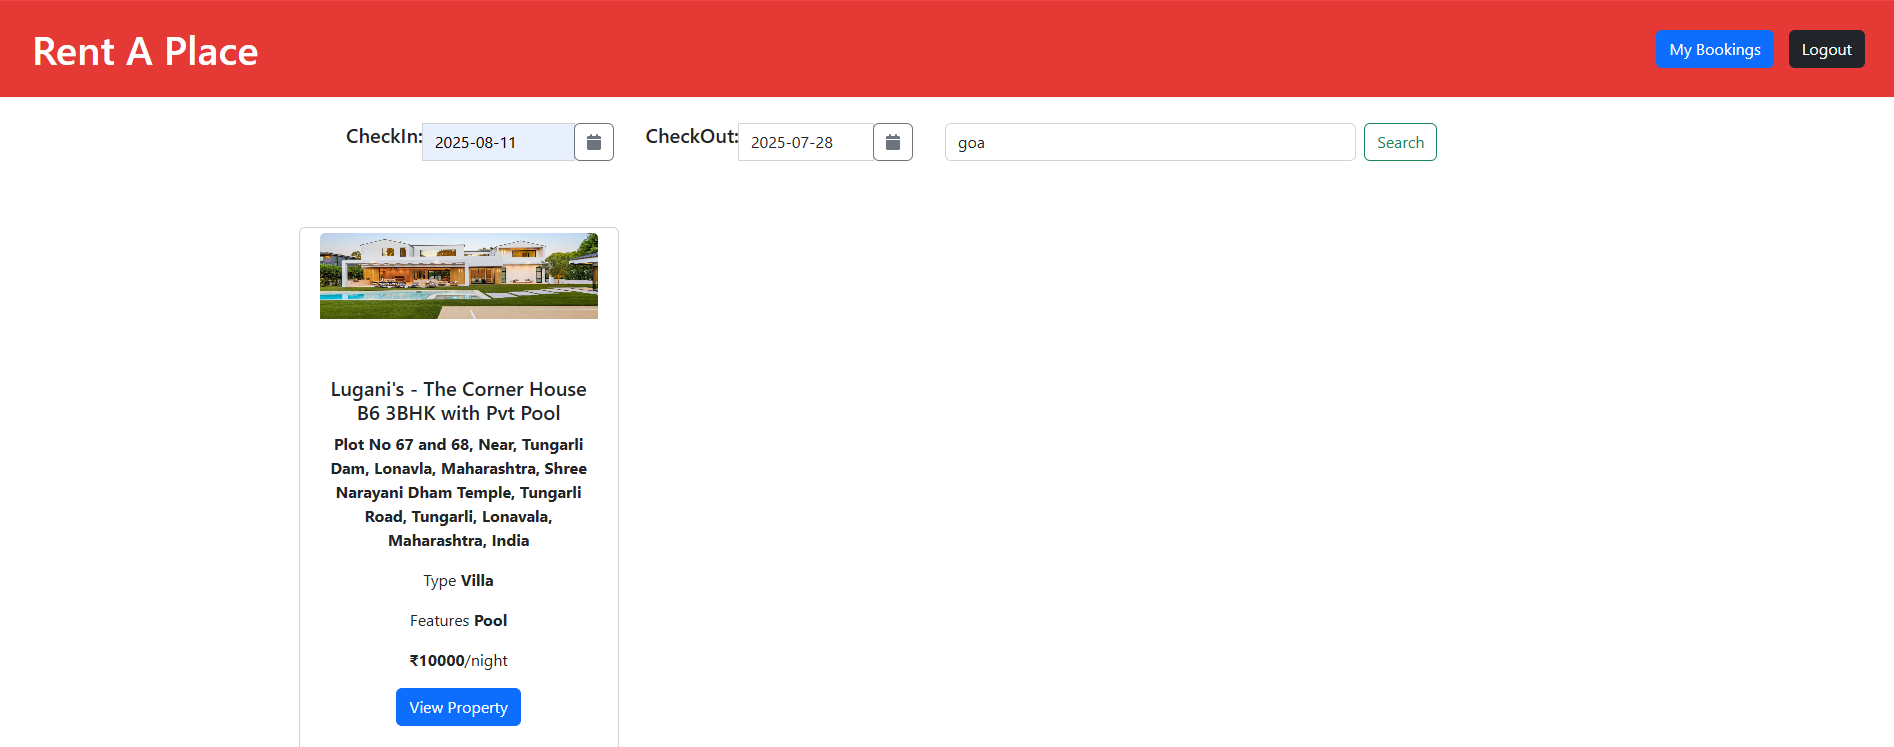 Rent A Place
My Bookings
Logout
CheckIn:
2025-08-11
CheckOut:
2025-07-28
goa
Search
Lugani's - The Corner House
B6 3BHK with Pvt Pool
Plot No 67 and 68, Near, Tungarli
Dam, Lonavla, Maharashtra, Shree
Narayani Dham Temple, Tungarli
Road, Tungarli, Lonavala,
Maharashtra, India
Type Villa
Features Pool
₹10000/night
View Property